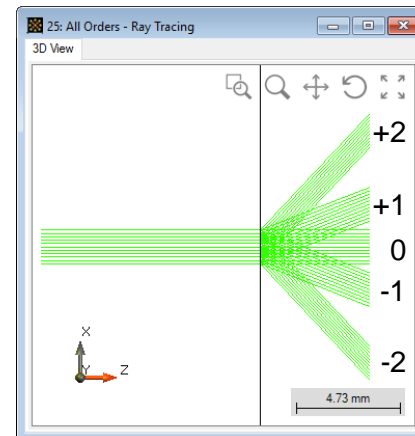 25: All Orders - Ray Tracing
3D View
+2
+1
0
-1
-2
X
Y
Z
4.73 mm